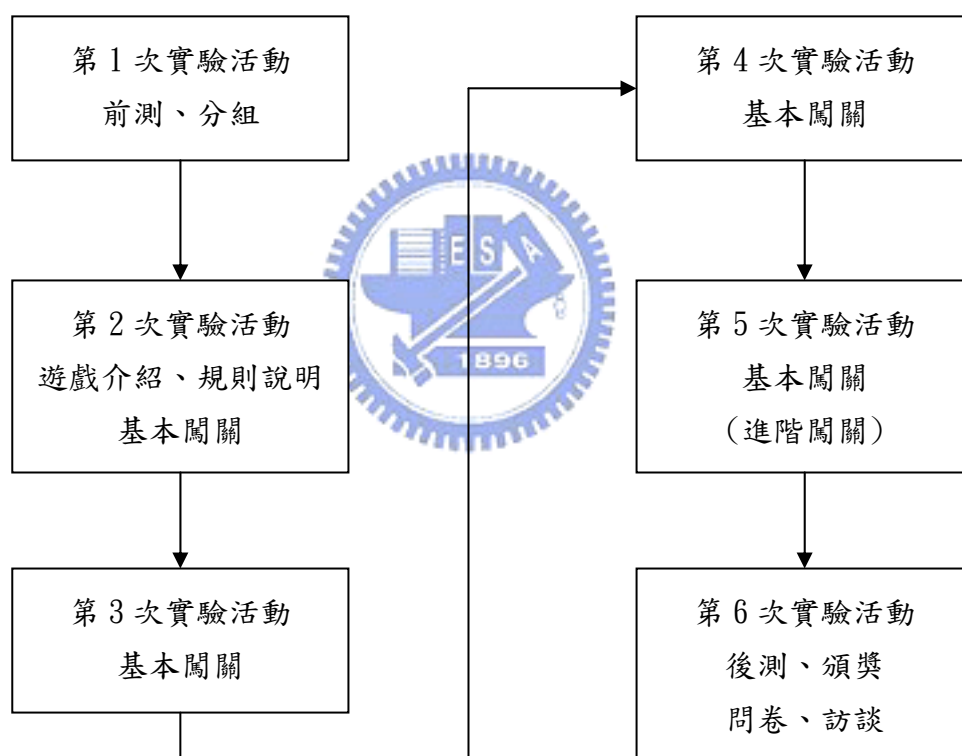 第 1 次實驗活動
前測、分組
第 2 次實驗活動
遊戲介紹、規則說明
基本闖關
第 3 次實驗活動
基本闖關
第 4 次實驗活動
基本闖關
第 5 次實驗活動
基本闖關
(進階闖關)
第 6 次實驗活動
後測、頒獎
問卷、訪談
E S A
1896